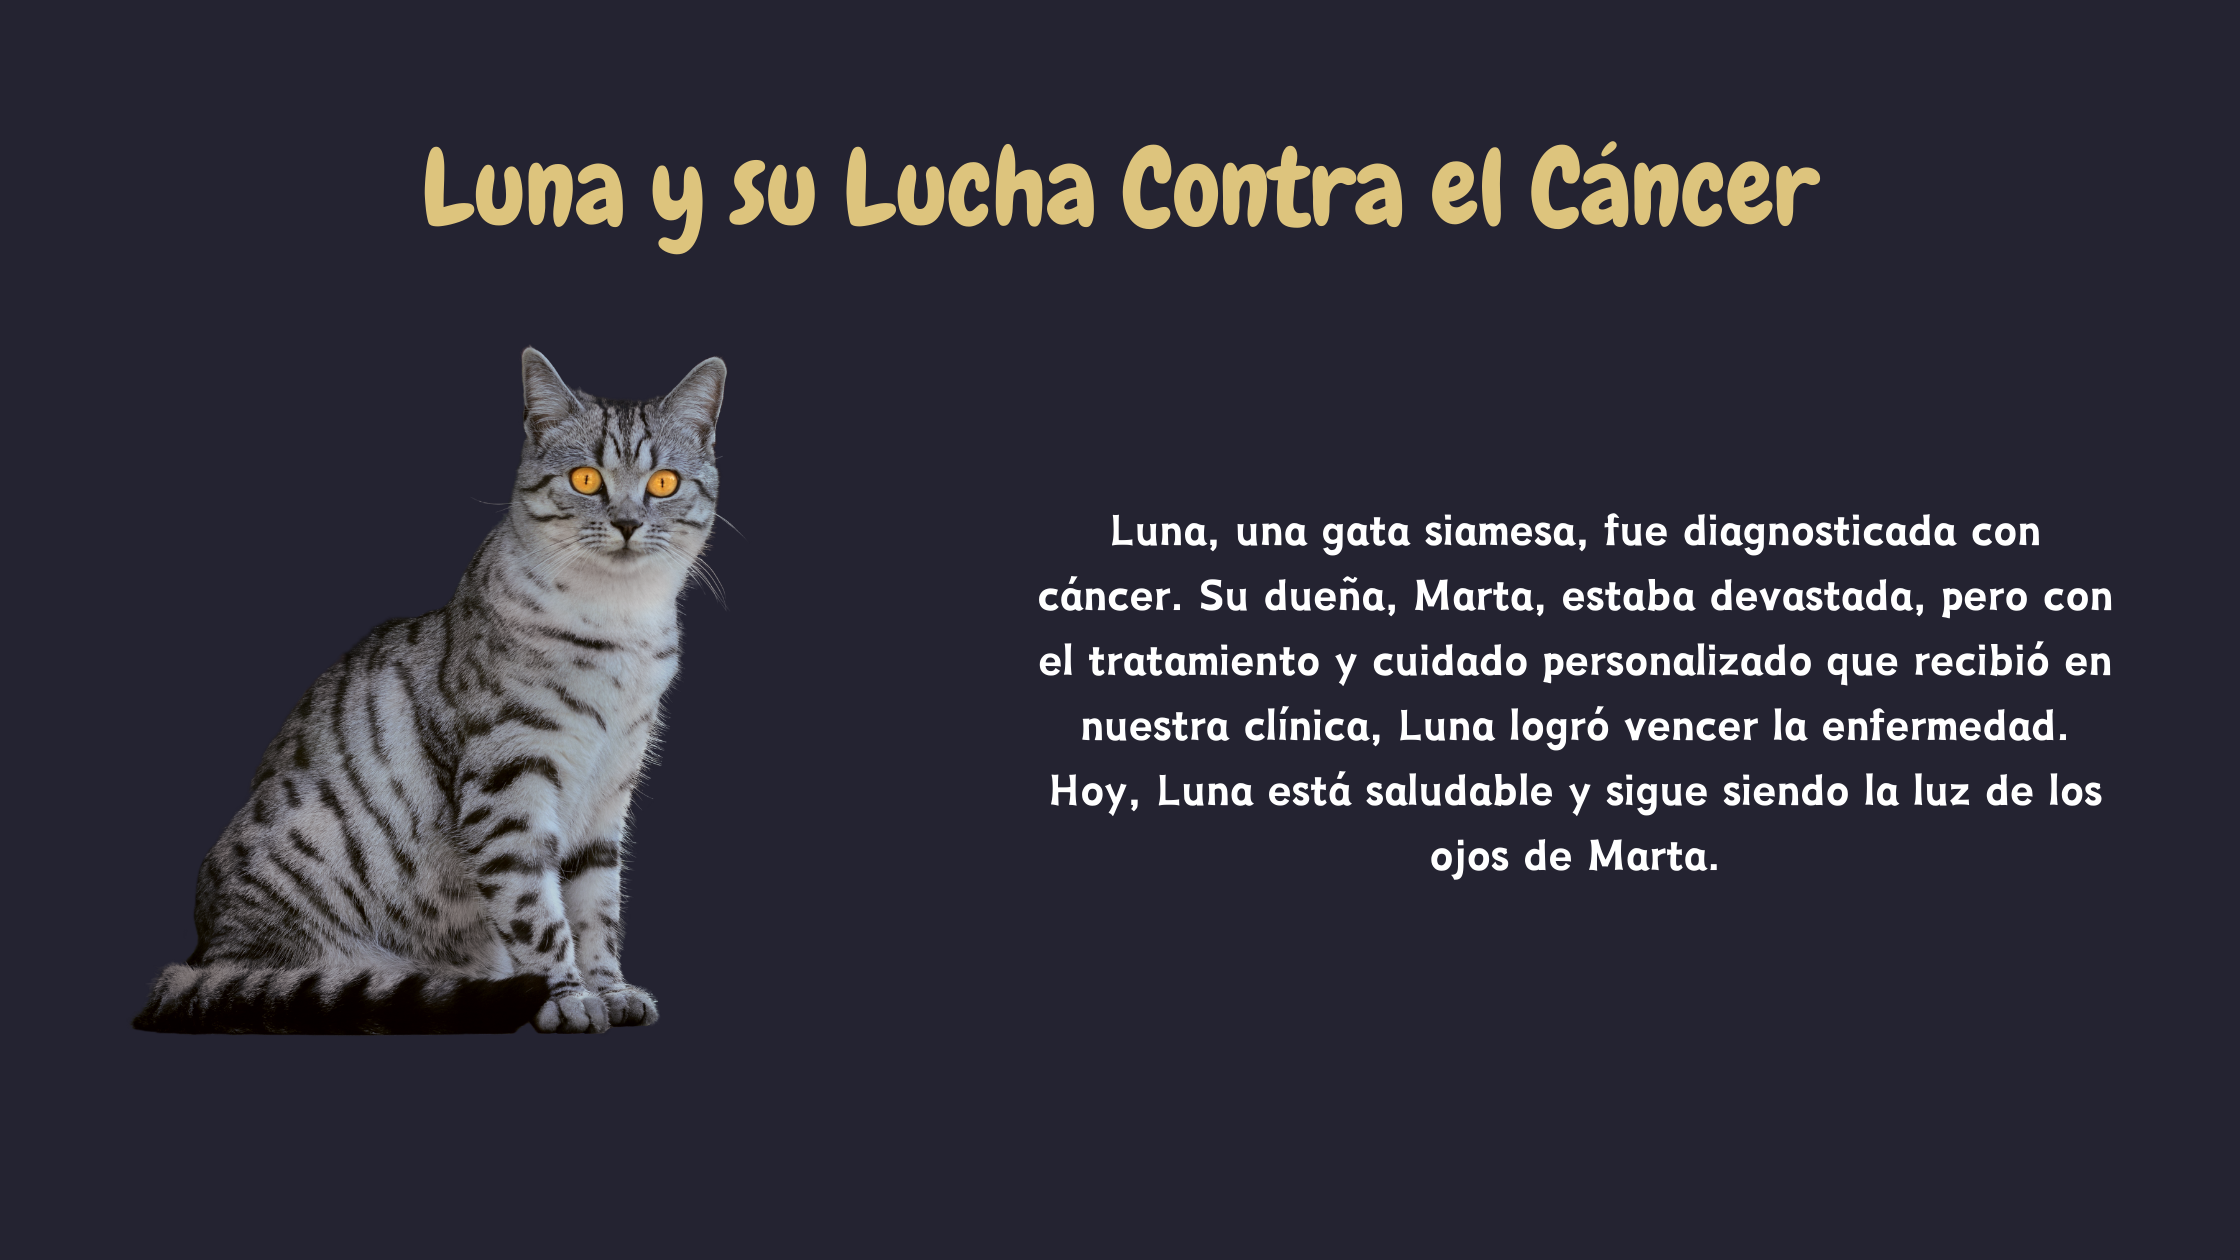 Luna y su Lucha Contra el Cáncer
Luna, una gata siamesa, fue diagnosticada con
cáncer. Su dueña, Marta, estaba devastada, pero con
el tratamiento y cuidado personalizado que recibió en
nuestra clínica, Luna logró vencer la enfermedad.
Hoy, Luna está saludable y sigue siendo la luz de los
ojos de Marta.